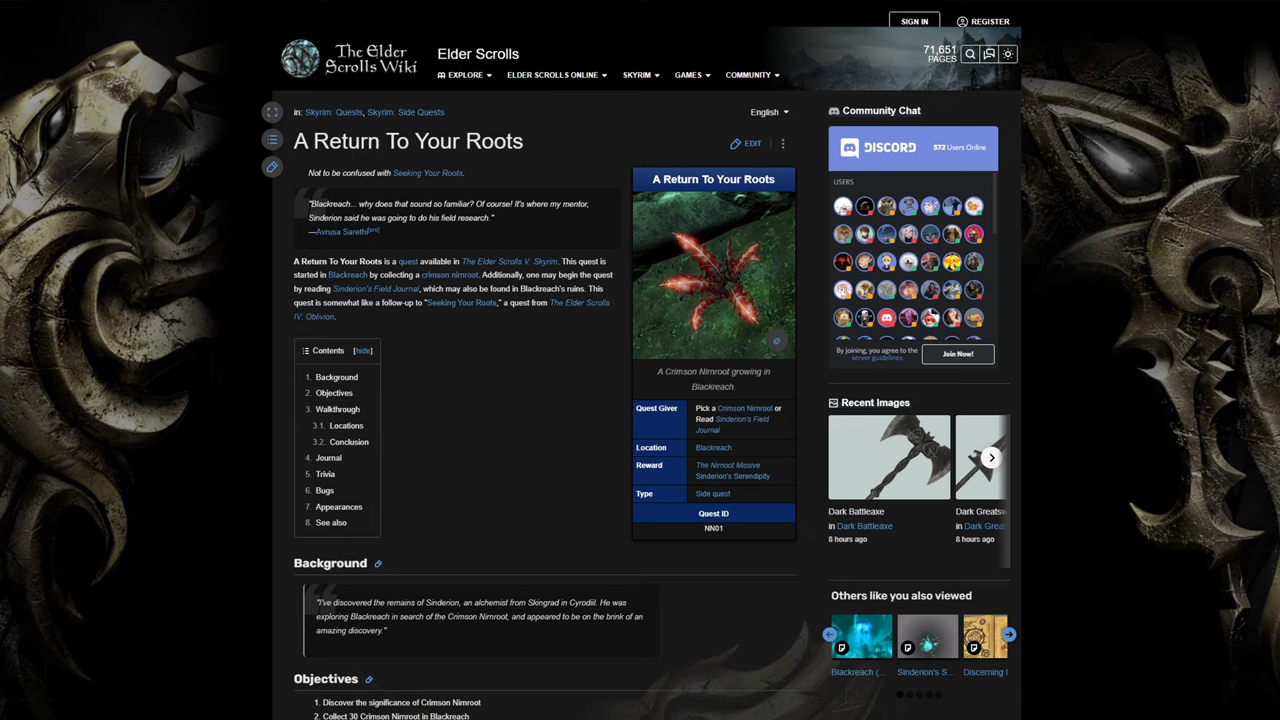 SIGN IN
REGISTER
The Elder
Scrolls Wiki
Elder Scrolls
71,651
PAGES
EXPLORE
ELDER SCROLLS ONLINE
SKYRIM
GAMES
COMMUNITY
in: Skyrim: Quests, Skyrim: Side Quests
English
A Return To Your Roots
EDIT
Not to be confused with Seeking Your Roots.
"Blackreach... why does that sound so familiar? Of course! It's where my mentor,
Sinderion said he was going to do his field research."
―Avrusa Sarethi[src]
A Return To Your Roots is a quest available in The Elder Scrolls V: Skyrim. This quest is
started in Blackreach by collecting a crimson nirnroot. Additionally, one may begin the quest
by reading Sinderion's Field Journal, which may also be found in Blackreach's ruins. This
quest is somewhat like a follow-up to "Seeking Your Roots," a quest from The Elder Scrolls
IV: Oblivion.
Contents [hide]
1. Background
2. Objectives
3. Walkthrough
3.1. Locations
3.2. Conclusion
4. Journal
5. Trivia
6. Bugs
7. Appearances
8. See also
A Return To Your Roots
A Crimson Nirnroot growing in
Blackreach.
Quest Giver
Pick a Crimson Nirnroot or
Read Sinderion's Field
Journal
Location
Blackreach
Reward
The Nirnoot Missive
Sinderion's Serendipity
Type
Side quest
Quest ID
NN01
Background
"I've discovered the remains of Sinderion, an alchemist from Skingrad in Cyrodiil. He was
exploring Blackreach in search of the Crimson Nirnroot, and appeared to be on the brink of an
amazing discovery."
Objectives
1. Discover the significance of Crimson Nirnroot
2. Collect 30 Crimson Nirnroot in Blackreach
Community Chat
DISCORD
572 Users Online
USERS
By joining, you agree to the
server guidelines
Join Now!
Recent Images
Dark Battleaxe
in Dark Battleaxe
8 hours ago
Dark Greatsw
in Dark Grea
8 hours ago
Others like you also viewed
Blackreach (...
Sinderion's S...
Discerning t